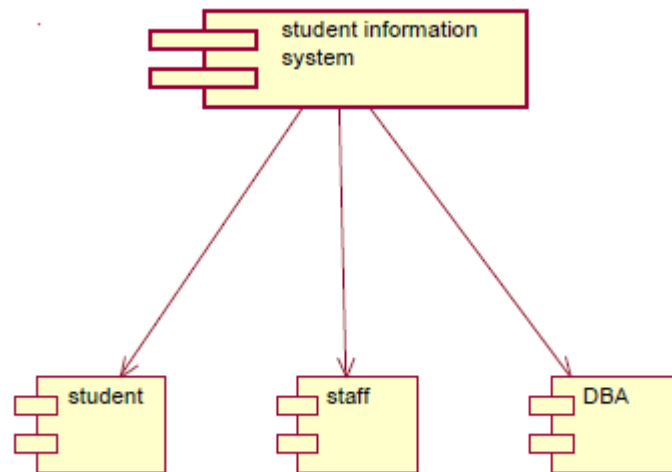 student information
system
student
staff
DBA